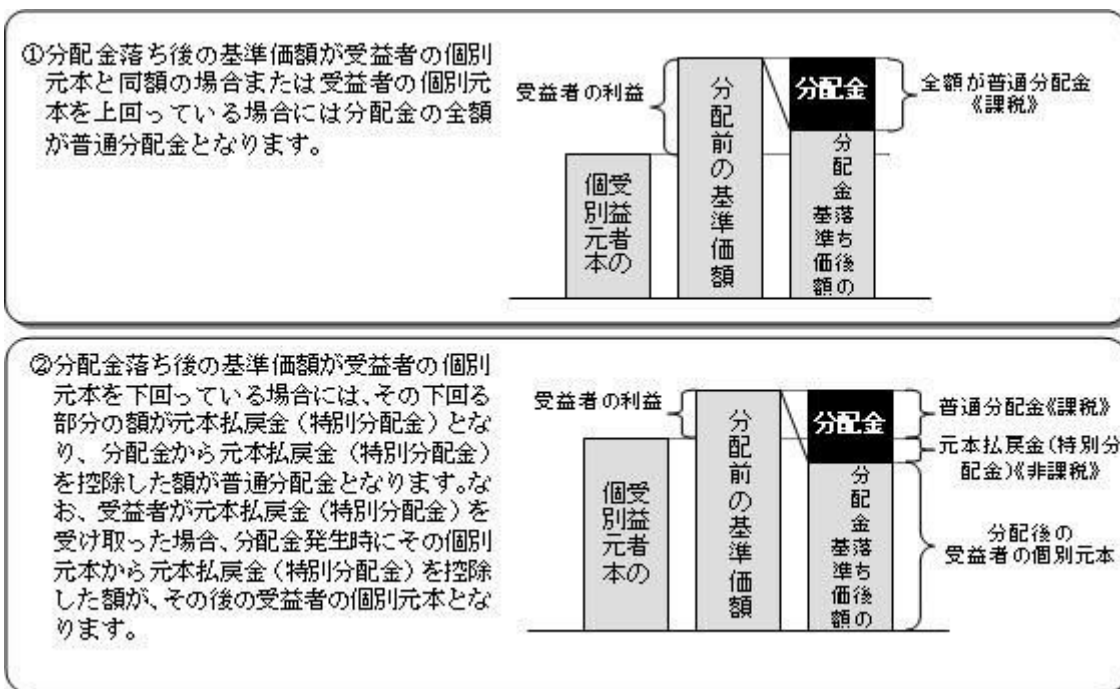 ①分配金落ち後の基準価額が受益者の個別
元本と同額の場合または受益者の個別元
本を上回っている場合には分配金の全額
が普通分配金となります。
受益者の利益
受益者の
個別元本
分配前の基準価額
分配金
分配金落ち後の
基準価額
全額が普通分配金
《課税》
②分配金落ち後の基準価額が受益者の個別
元本を下回っている場合には、その下回る
部分の額が元本払戻金(特別分配金)とな
り、分配金から元本払戻金(特別分配金)
を控除した額が普通分配金となります。な
お、受益者が元本払戻金(特別分配金)を
受け取った場合、分配金発生時にその個別
元本から元本払戻金(特別分配金)を控除
した額が、その後の受益者の個別元本とな
ります。
受益者の利益
受益者の
個別元本
分配前の基準価額
分配金
分配金落ち後の
基準価額
普通分配金《課税》
元本払戻金(特別分
配金)《非課税》
分配後の
受益者の個別元本